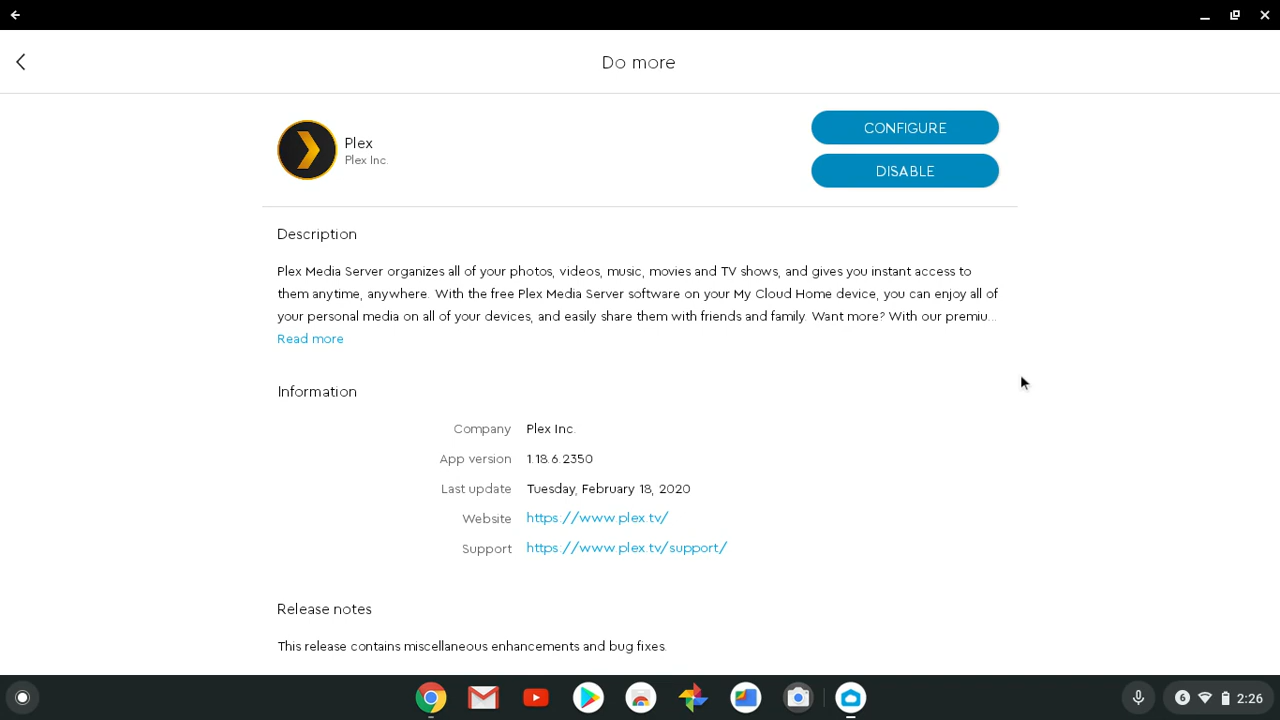 Do more
Plex
Plex Inc.
CONFIGURE
DISABLE
Description
Plex Media Server organizes all of your photos, videos, music, movies and TV shows, and gives you instant access to
them anytime, anywhere. With the free Plex Media Server software on your My Cloud Home device, you can enjoy all of
your personal media on all of your devices, and easily share them with friends and family. Want more? With our premiu...
Read more
Information
Company Plex Inc.
App version 1.18.6.2350
Last update Tuesday, February 18, 2020
Website https://www.plex.tv/
Support https://www.plex.tv/support/
Release notes
This release contains miscellaneous enhancements and bug fixes.
6 2:26